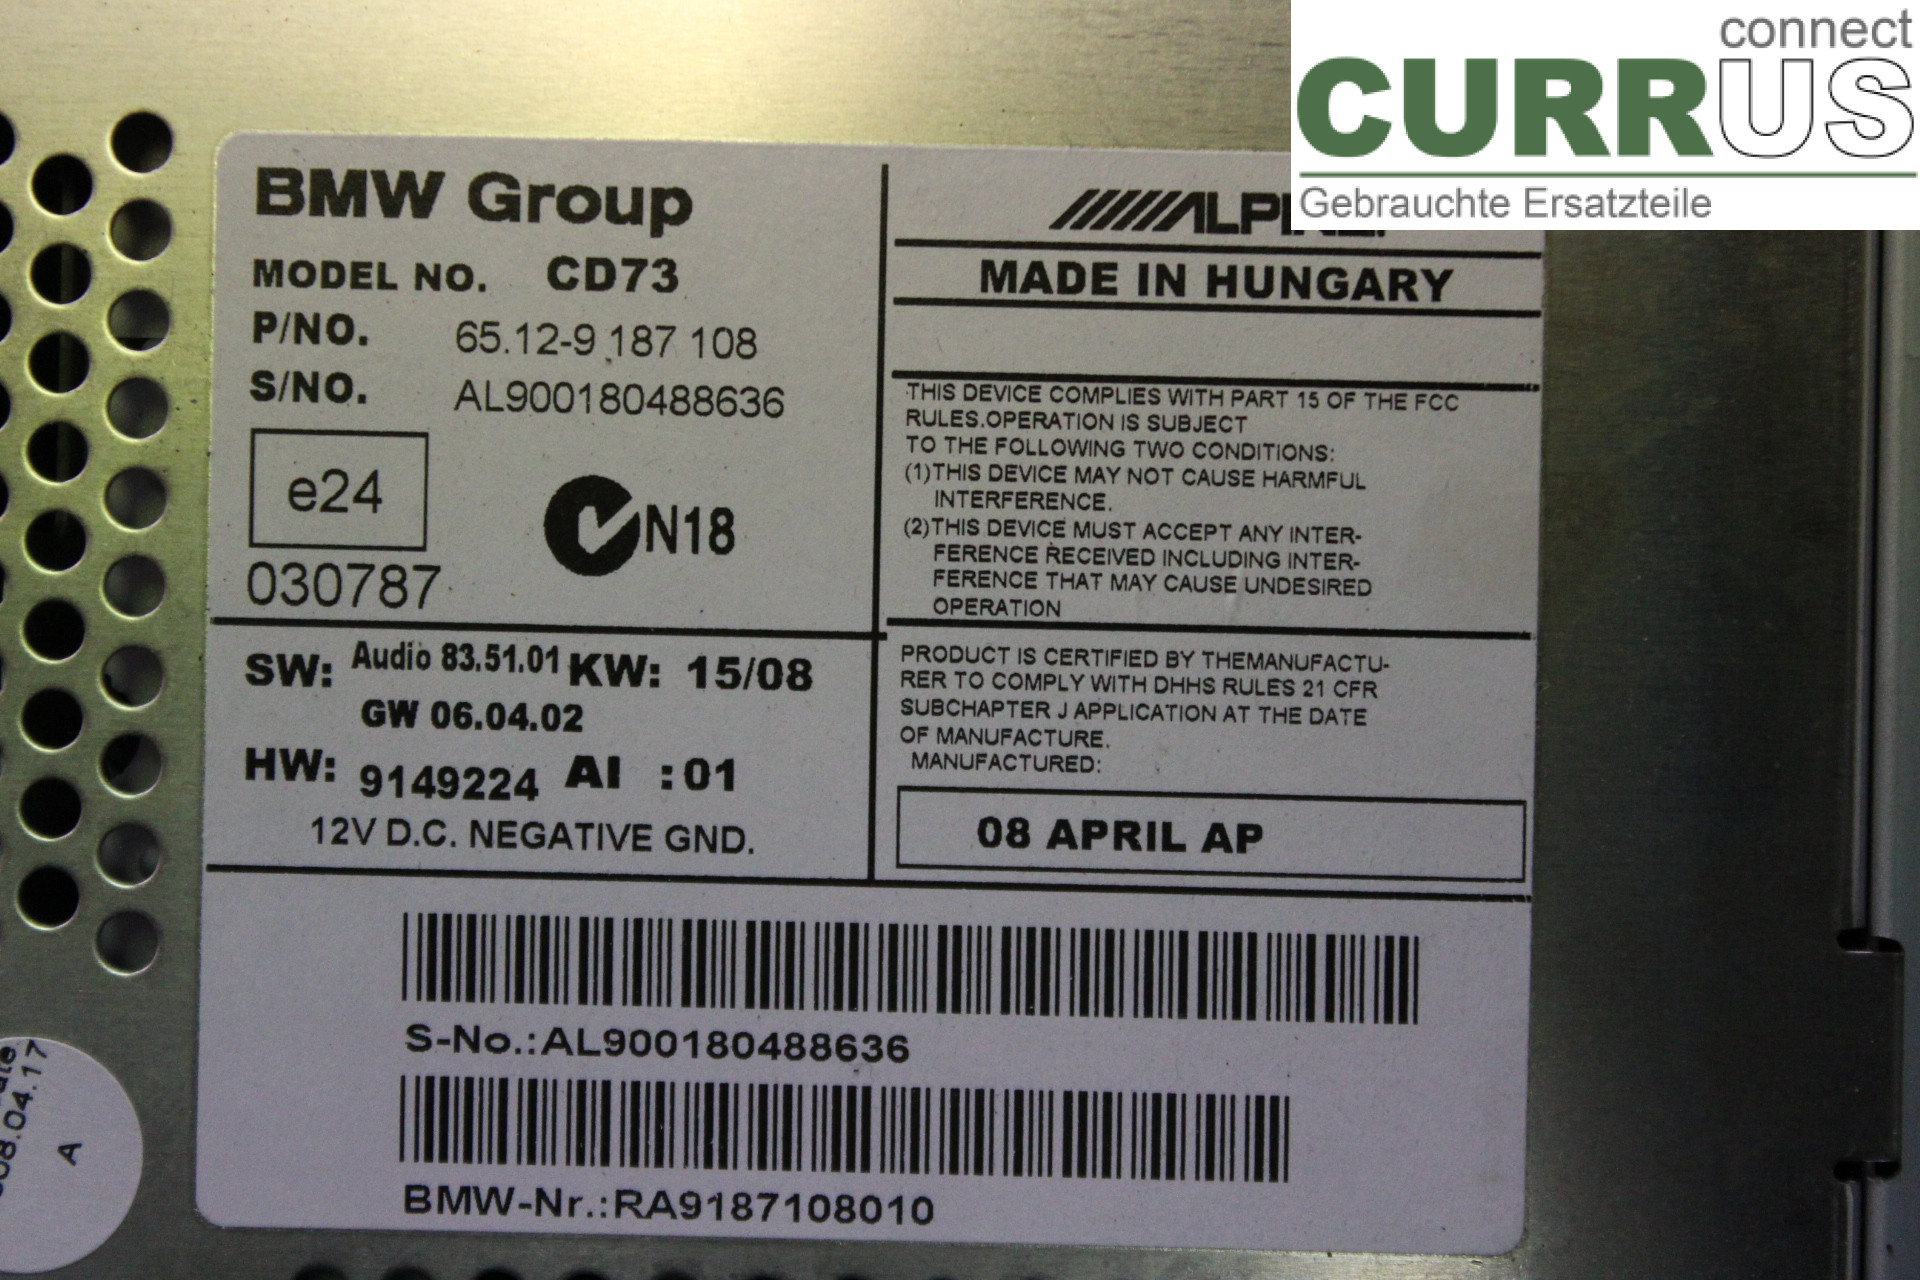 connect
CURRUS
Gebrauchte Ersatzteile
BMW Group
MODEL NO. CD73
P/NO. 65.12-9 187 108
S/NO. AL900180488636
e24
N18
030787
SW: Audio 83.51.01 KW: 15/08
GW 06.04.02
HW: 9149224 AI :01
12V D.C. NEGATIVE GND.
ALPINE
MADE IN HUNGARY
THIS DEVICE COMPLIES WITH PART 15 OF THE FCC
RULES.OPERATION IS SUBJECT
TO THE FOLLOWING TWO CONDITIONS:
(1)THIS DEVICE MAY NOT CAUSE HARMFUL
INTERFERENCE.
(2)THIS DEVICE MUST ACCEPT ANY INTER-
FERENCE RECEIVED INCLUDING INTER-
FERENCE THAT MAY CAUSE UNDESIRED
OPERATION
PRODUCT IS CERTIFIED BY THEMANUFACTU-
RER TO COMPLY WITH DHHS RULES 21 CFR
SUBCHAPTER J APPLICATION AT THE DATE
OF MANUFACTURE.
MANUFACTURED:
08 APRIL AP
S-No.:AL900180488636
BMW-Nr.:RA9187108010
08.04.17
A